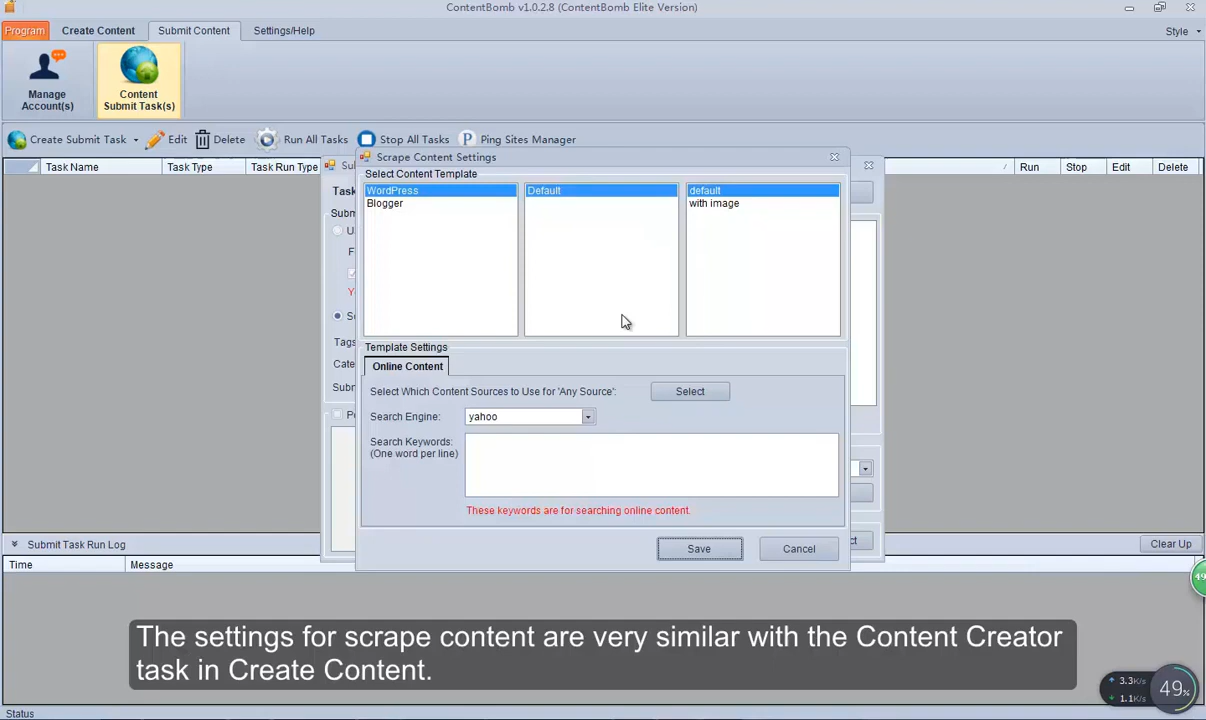 ContentBomb v1.0.2.8 (ContentBomb Elite Version)
Program Create Content Submit Content Settings/Help Style
Manage Account(s)
Content Submit Task(s)
Create Submit Task Edit Delete Run All Tasks Stop All Tasks P Ping Sites Manager
Task Name Task Type Task Run Type Run Stop Edit Delete
Scrape Content Settings
Select Content Template
WordPress Default default
Blogger with image
Template Settings
Online Content
Select Which Content Sources to Use for 'Any Source': Select
Search Engine: yahoo
Search Keywords:
(One word per line)
These keywords are for searching online content.
Save Cancel
Submit Task Run Log Clear Up
Time Message
The settings for scrape content are very similar with the Content Creator
task in Create Content.
3.3K/s
1.1K/s
49%
Status